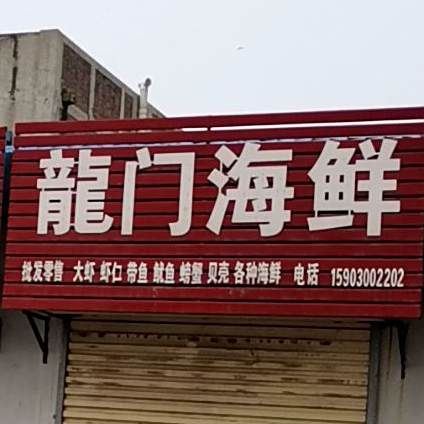 龍门海鲜
批发零售 大虾 虾仁 带鱼 鱿鱼 螃蟹 贝壳 各种海鲜 电话 15903002202